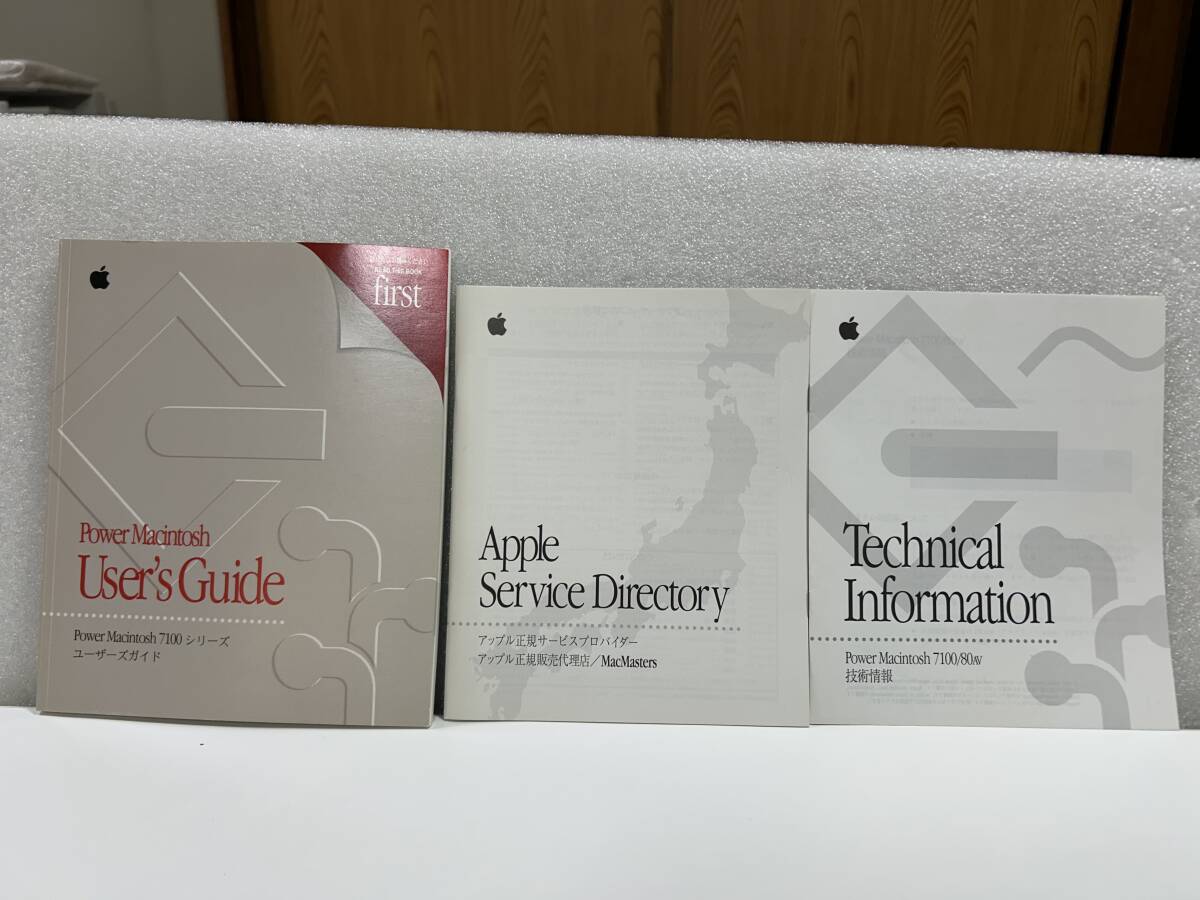 READ THIS BOOK
first
Power Macintosh
User's Guide
Power Macintosh 7100 シリーズ
ユーザーズガイド
Apple
Service Directory
アップル正規サービスプロバイダー
アップル正規販売代理店／MacMasters
Technical
Information
Power Macintosh 7100/80AV
技術情報